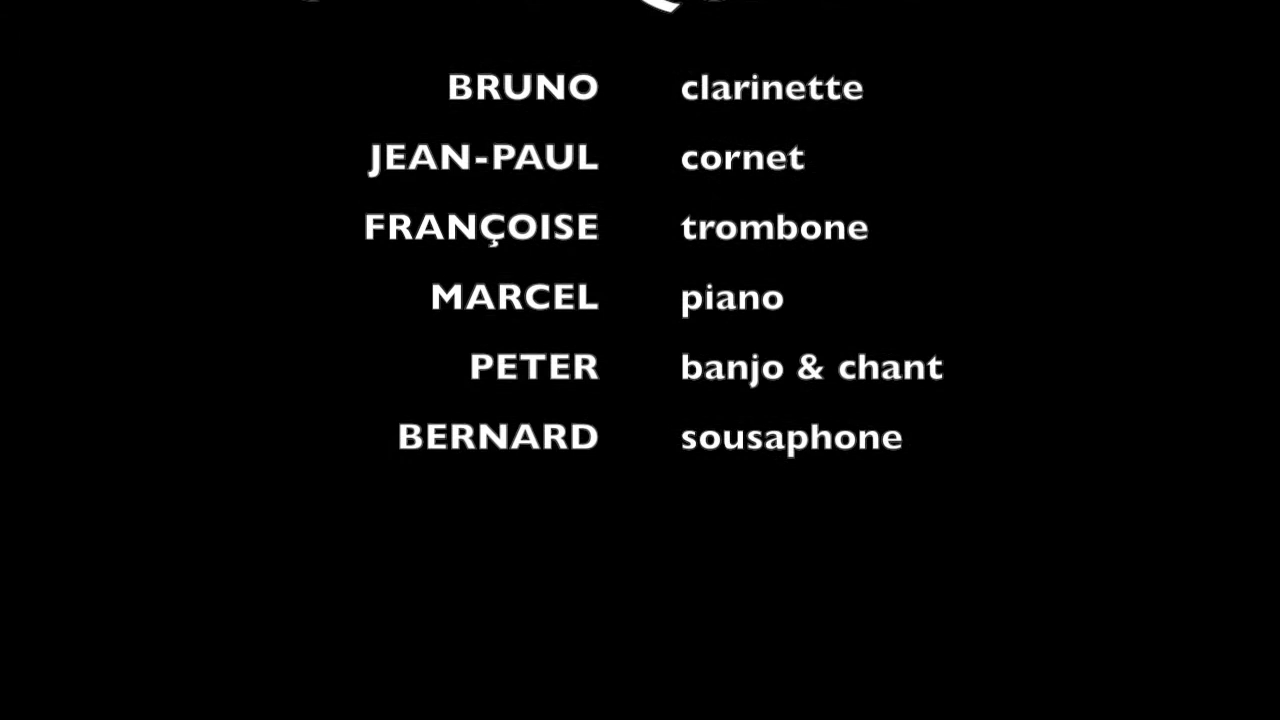 BRUNO clarinette
JEAN-PAUL cornet
FRANÇOISE trombone
MARCEL piano
PETER banjo & chant
BERNARD sousaphone